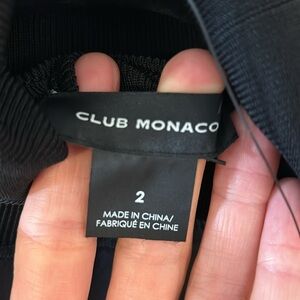 CLUB MONACO
2
MADE IN CHINA/
FABRIQUÉ EN CHINE